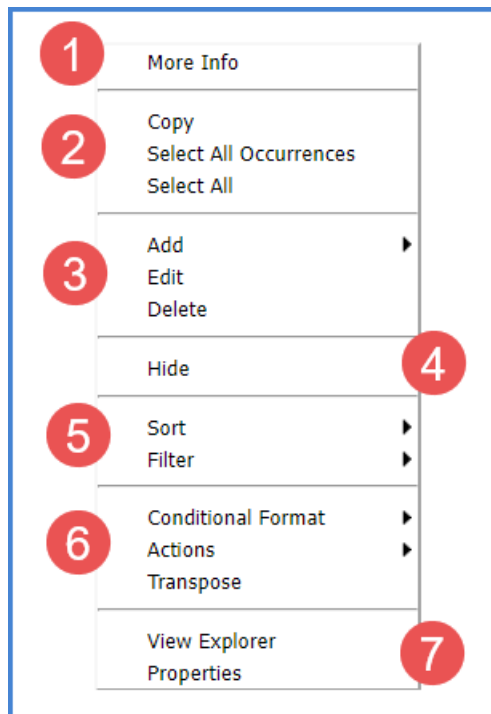 1
More Info
2
Copy
Select All Occurrences
Select All
3
Add
Edit
Delete
Hide
4
5
Sort
Filter
6
Conditional Format
Actions
Transpose
View Explorer
Properties
7